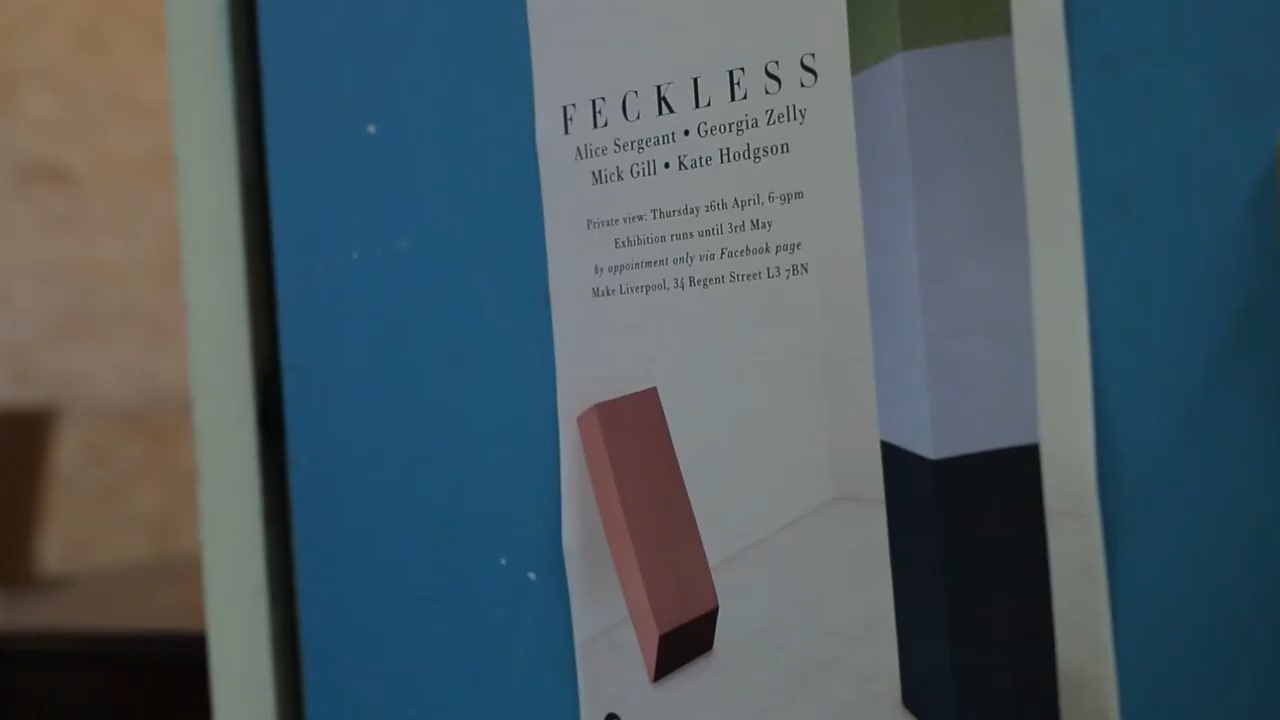 FECKLESS
Alice Sergeant • Georgia Zelly
Mick Gill • Kate Hodgson
Private view: Thursday 26th April, 6-9pm
Exhibition runs until 3rd May
by appointment only via Facebook page
Make Liverpool, 34 Regent Street L3 7BN